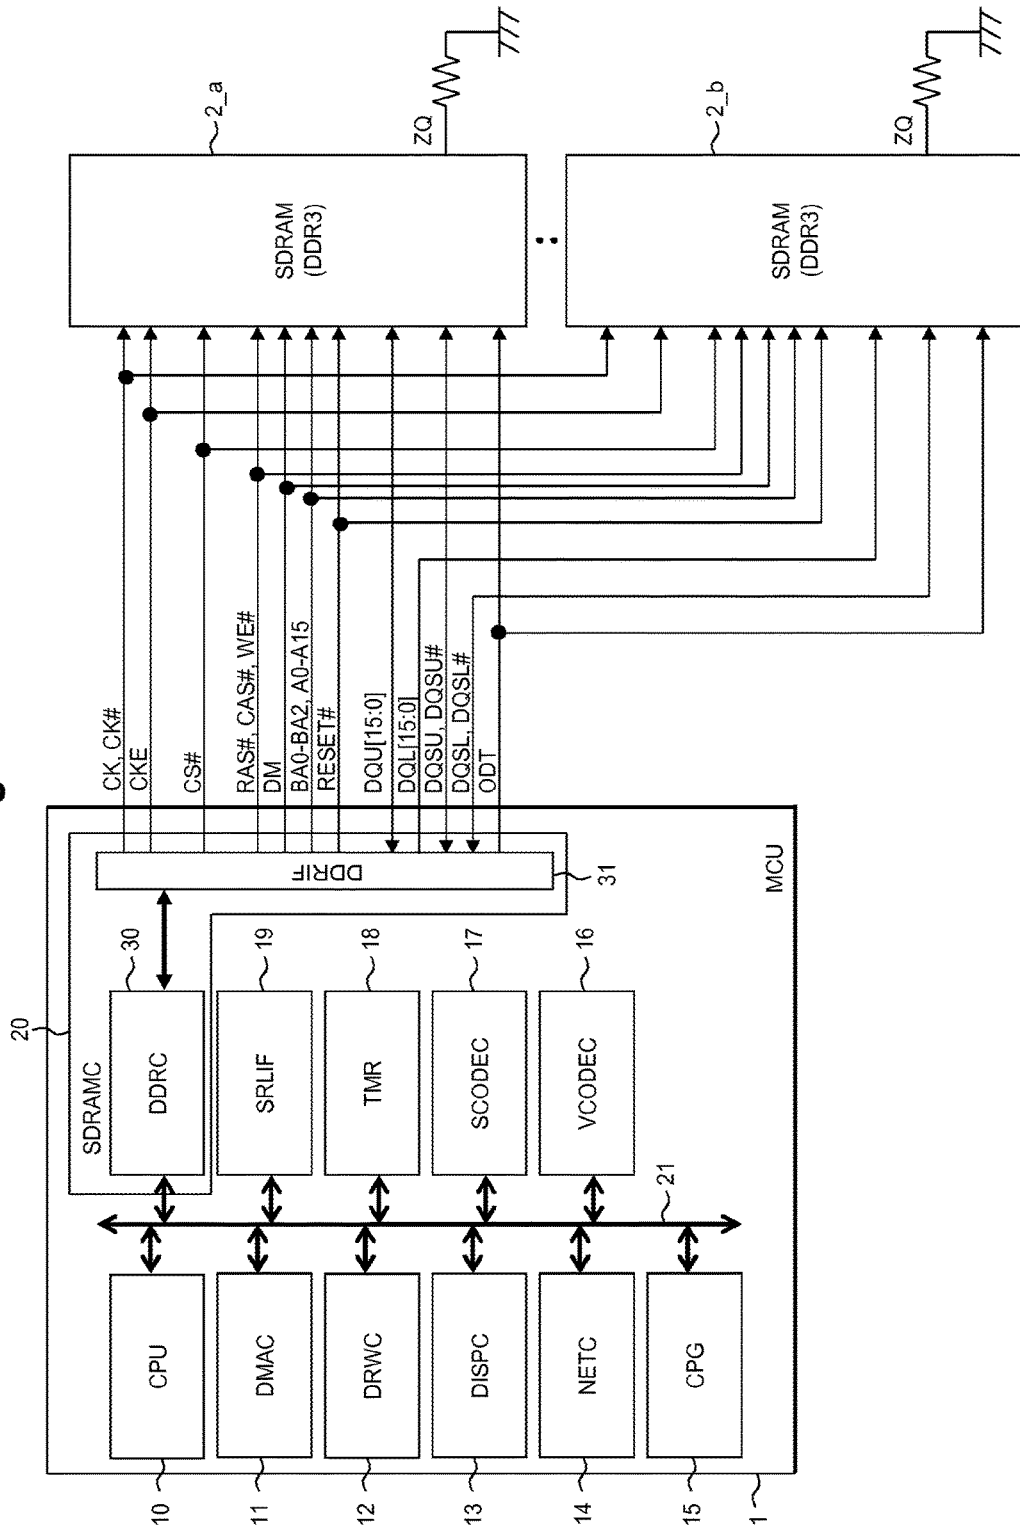 20
SDRAMC
CPU
10
DMAC
11
DRWC
12
DISPC
13
NETC
14
CPG
15
1
21
DDRC
30
SRLIF
19
TMR
18
SCODEC
17
VCODEC
16
DDRIF
31
MCU
CK, CK#
CKE
CS#
RAS#, CAS#, WE#
DM
BA0-BA2, A0-A15
RESET#
DQU[15:0]
DQL[15:0]
DQSU, DQSU#
DQSL, DQSL#
ODT
SDRAM
(DDR3)
2_a
ZQ
SDRAM
(DDR3)
2_b
ZQ